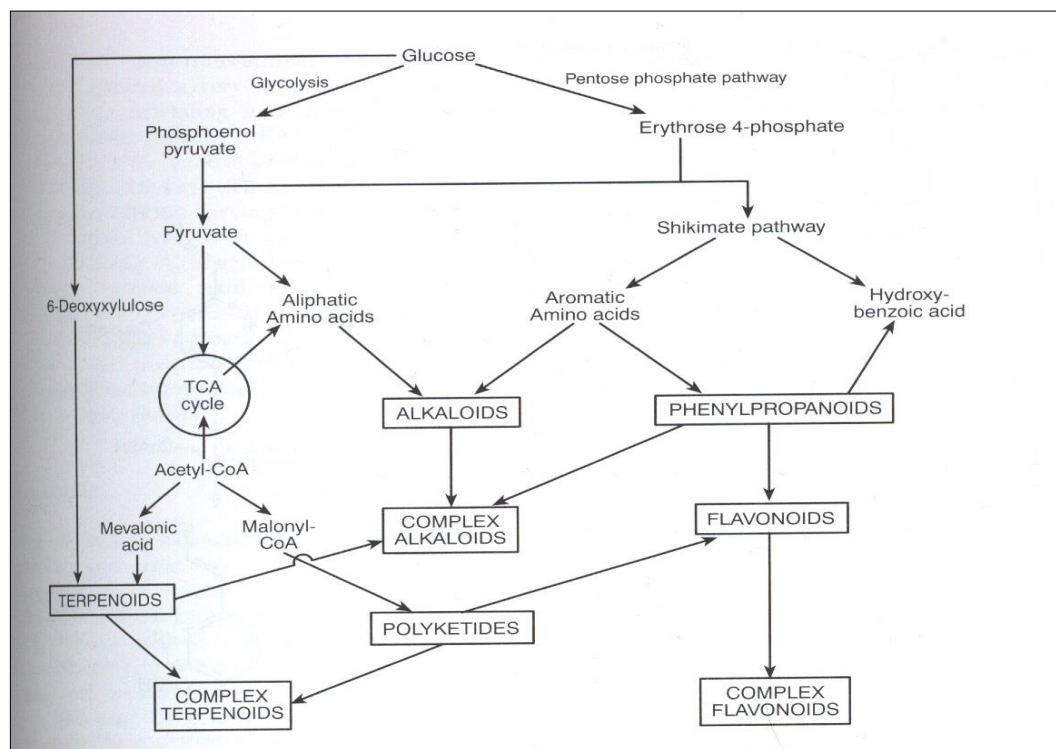 Glucose
Glycolysis
Pentose phosphate pathway
Phosphoenol
pyruvate
Erythrose 4-phosphate
Pyruvate
Shikimate pathway
6-Deoxyxylulose
Aliphatic
Amino acids
Aromatic
Amino acids
Hydroxy-
benzoic acid
TCA
cycle
ALKALOIDS
PHENYLPROPANOIDS
Acetyl-CoA
Mevalonic
acid
Malonyl-
CoA
COMPLEX
ALKALOIDS
FLAVONOIDS
TERPENOIDS
POLYKETIDES
COMPLEX
TERPENOIDS
COMPLEX
FLAVONOIDS